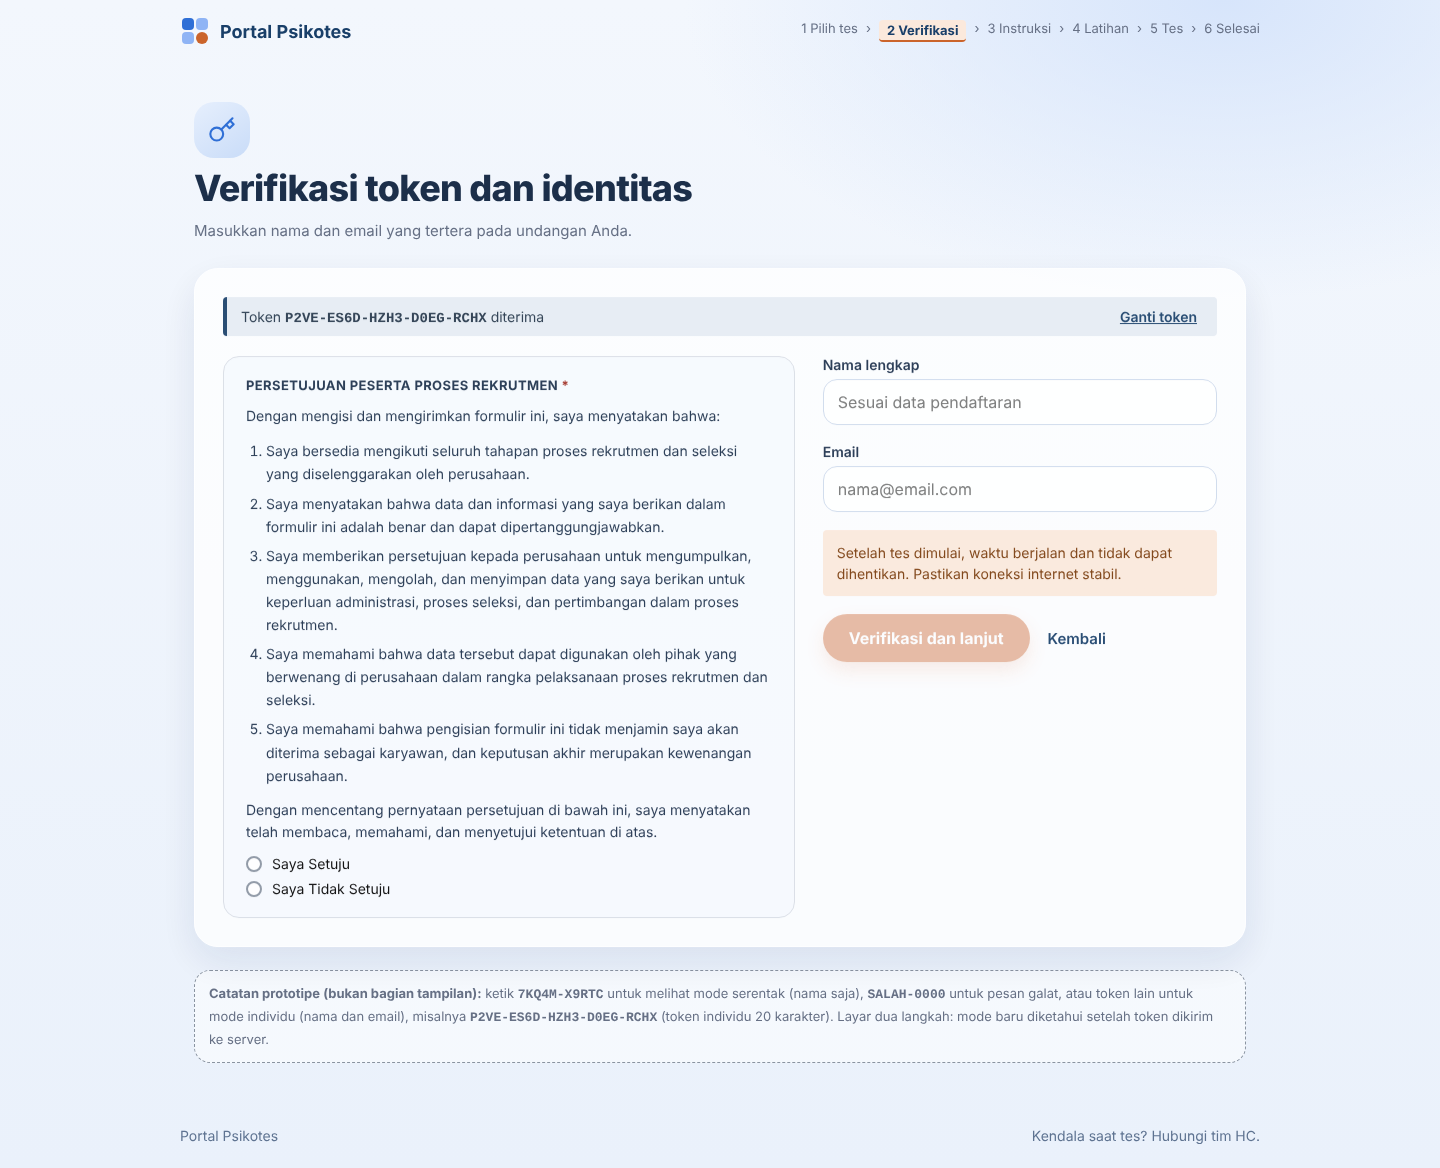 Portal Psikotes
1 Pilih tes › 2 Verifikasi › 3 Instruksi › 4 Latihan › 5 Tes › 6 Selesai
Verifikasi token dan identitas
Masukkan nama dan email yang tertera pada undangan Anda.
Token P2VE-ES6D-HZH3-D0EG-RCHX diterima
Ganti token
PERSETUJUAN PESERTA PROSES REKRUTMEN *
Dengan mengisi dan mengirimkan formulir ini, saya menyatakan bahwa:
1. Saya bersedia mengikuti seluruh tahapan proses rekrutmen dan seleksi
yang diselenggarakan oleh perusahaan.
2. Saya menyatakan bahwa data dan informasi yang saya berikan dalam
formulir ini adalah benar dan dapat dipertanggungjawabkan.
3. Saya memberikan persetujuan kepada perusahaan untuk mengumpulkan,
menggunakan, mengolah, dan menyimpan data yang saya berikan untuk
keperluan administrasi, proses seleksi, dan pertimbangan dalam proses
rekrutmen.
4. Saya memahami bahwa data tersebut dapat digunakan oleh pihak yang
berwenang di perusahaan dalam rangka pelaksanaan proses rekrutmen dan
seleksi.
5. Saya memahami bahwa pengisian formulir ini tidak menjamin saya akan
diterima sebagai karyawan, dan keputusan akhir merupakan kewenangan
perusahaan.
Dengan mencentang pernyataan persetujuan di bawah ini, saya menyatakan
telah membaca, memahami, dan menyetujui ketentuan di atas.
Saya Setuju
Saya Tidak Setuju
Nama lengkap
Sesuai data pendaftaran
Email
nama@email.com
Setelah tes dimulai, waktu berjalan dan tidak dapat
dihentikan. Pastikan koneksi internet stabil.
Verifikasi dan lanjut
Kembali
Catatan prototipe (bukan bagian tampilan): ketik 7KQ4M-X9RTC untuk melihat mode serentak (nama saja), SALAH-0000 untuk pesan galat, atau token lain untuk
mode individu (nama dan email), misalnya P2VE-ES6D-HZH3-D0EG-RCHX (token individu 20 karakter). Layar dua langkah: mode baru diketahui setelah token dikirim
ke server.
Portal Psikotes
Kendala saat tes? Hubungi tim HC.